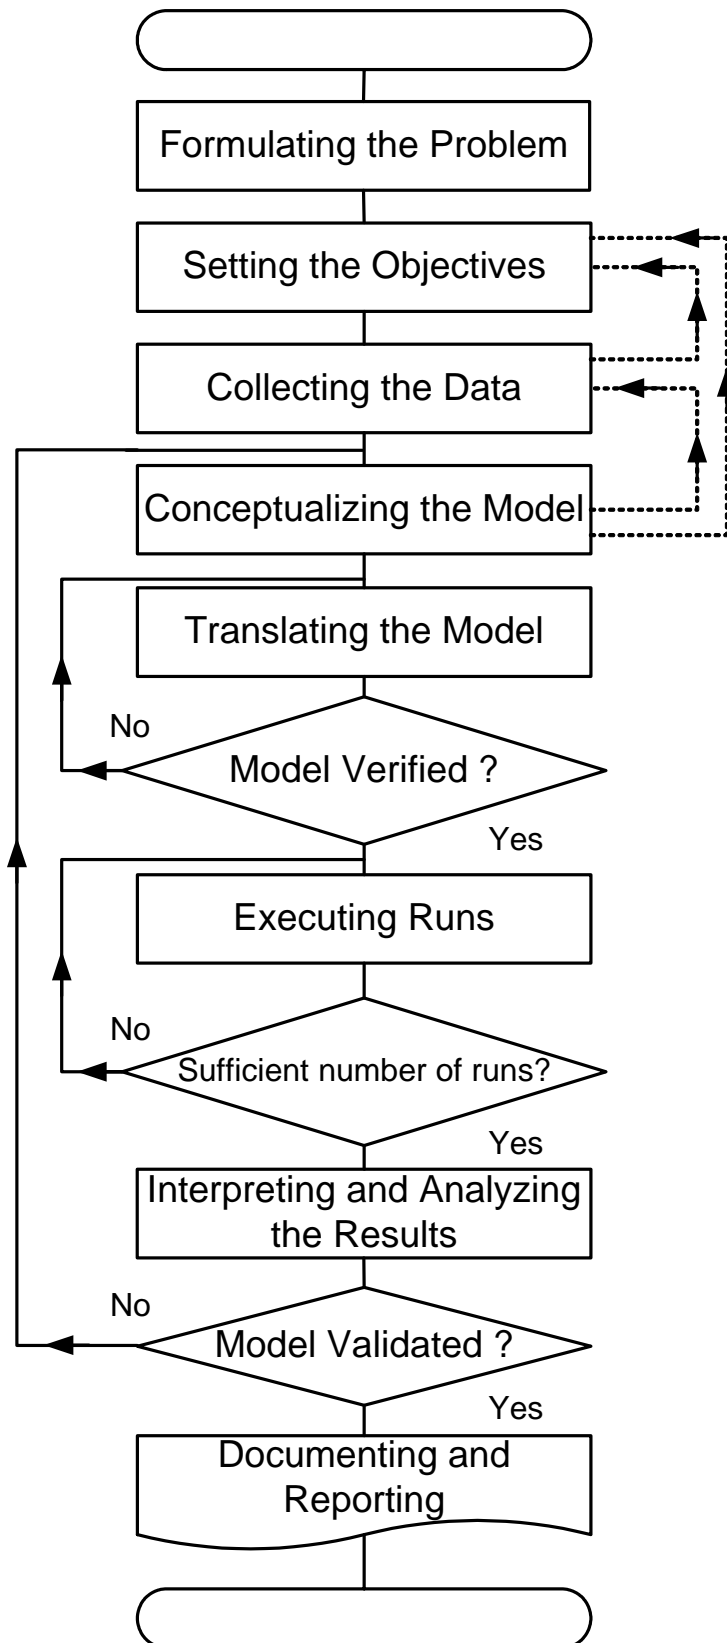 Formulating the Problem
Setting the Objectives
Collecting the Data
Conceptualizing the Model
Translating the Model
No
Model Verified ?
Yes
Executing Runs
No
Sufficient number of runs?
Yes
Interpreting and Analyzing
the Results
No
Model Validated ?
Yes
Documenting and
Reporting